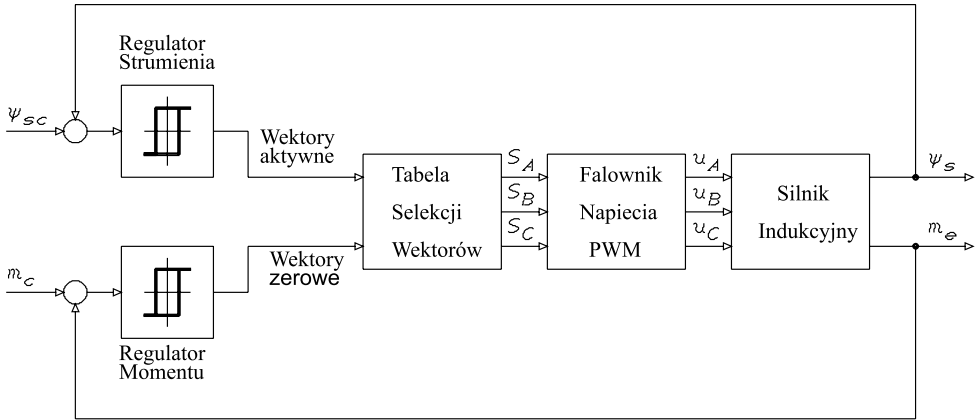 Regulator
Strumienia
ψsc
Wektory
aktywne
Tabela
Selekcji
Wektorów
SA
SB
SC
Falownik
Napiecia
PWM
uA
uB
uC
Silnik
Indukcyjny
ψs
me
Wektory
zerowe
mc
Regulator
Momentu